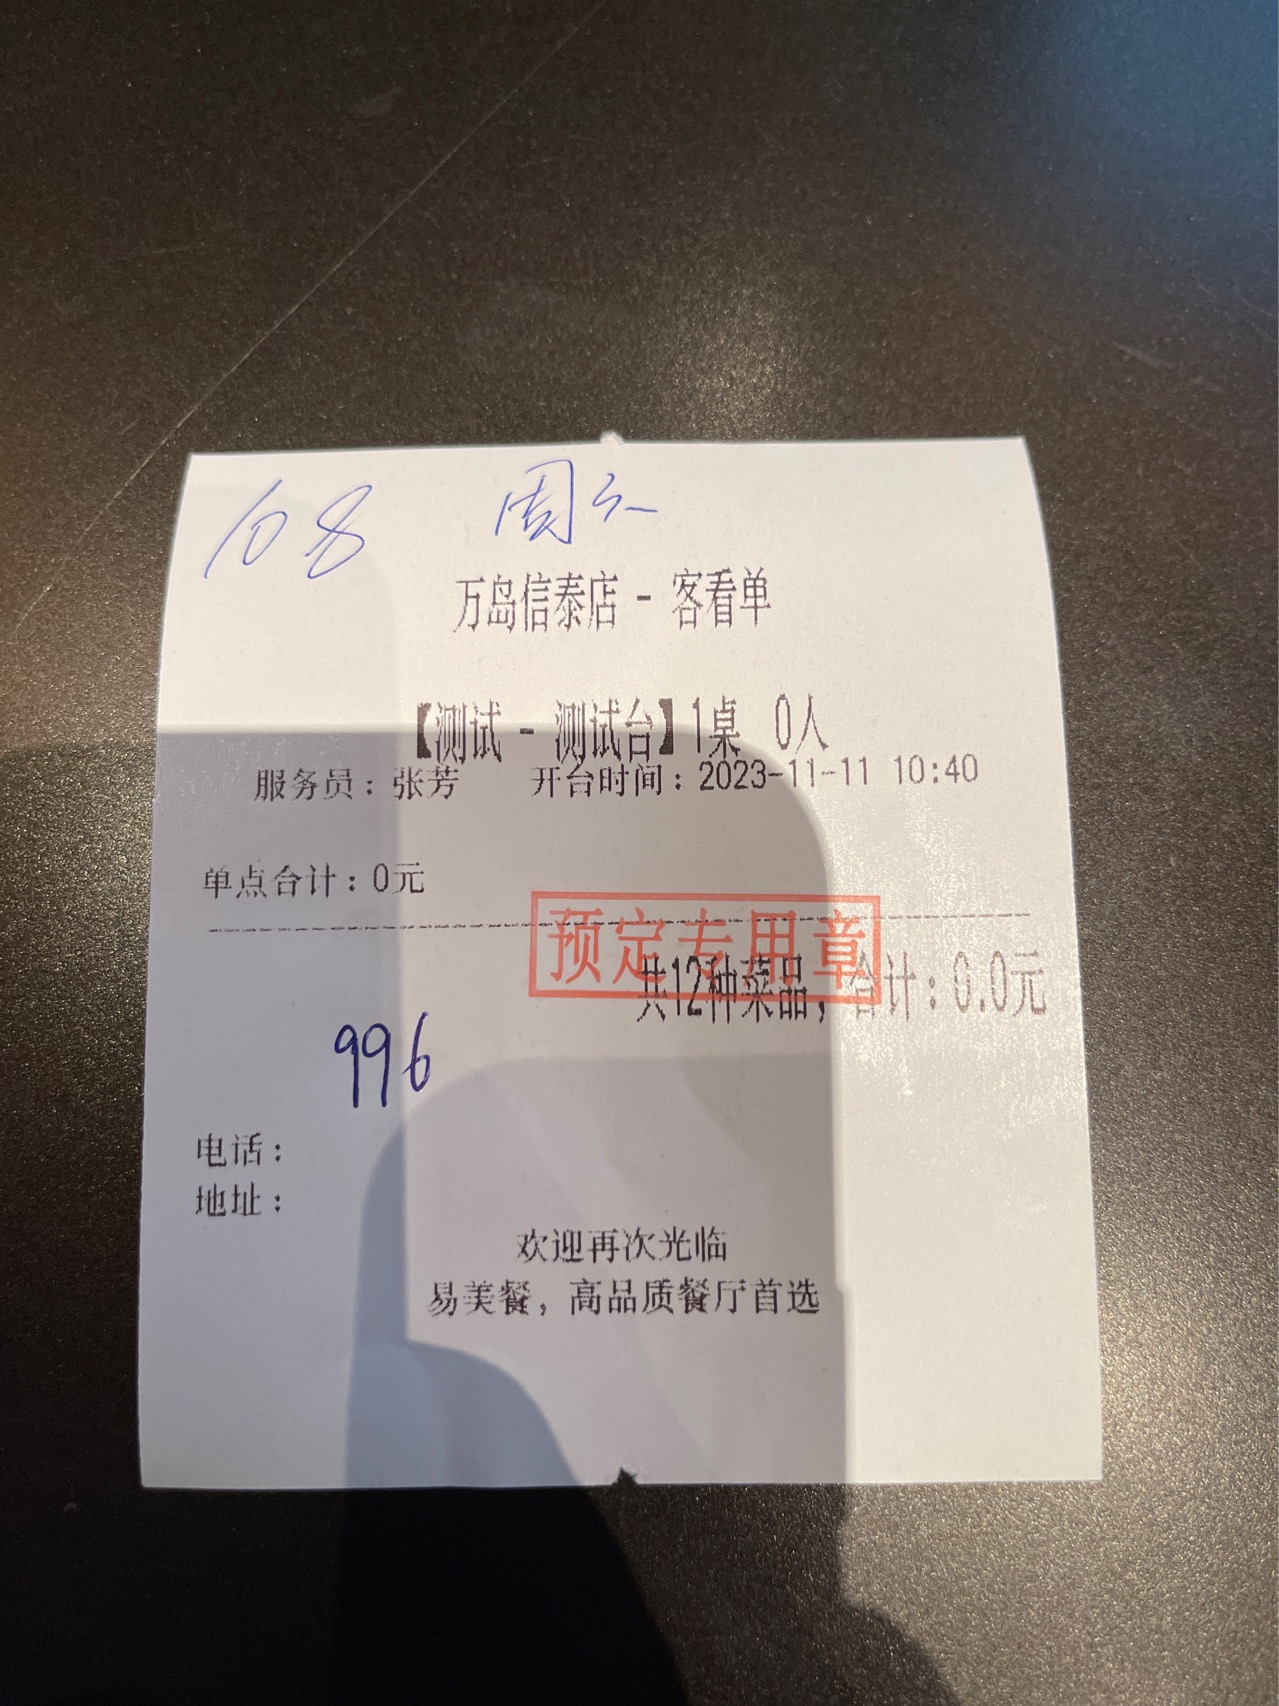 108 周六
万岛信泰店 - 客看单
【测试 - 测试台】1桌 0人
服务员：张芳 开台时间：2023-11-11 10:40
单点合计：0元
预定专用章
共12种菜品，合计：0.0元
996
电话：
地址：
欢迎再次光临
易美餐，高品质餐厅首选